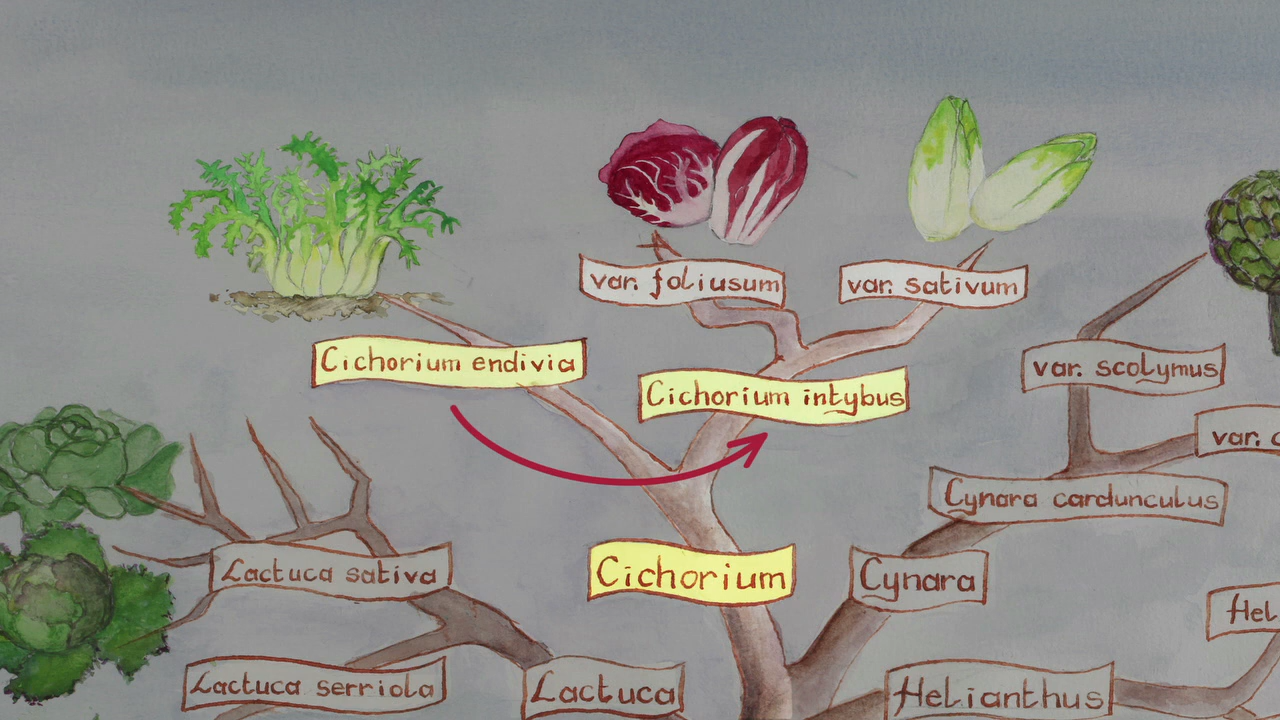 var. foliusum
var. sativum
Cichorium endivia
var. scolymus
Cichorium intybus
var.
Cynara cardunculus
Lactuca sativa
Cichorium
Cynara
Lactuca serriola
Lactuca
Helianthus